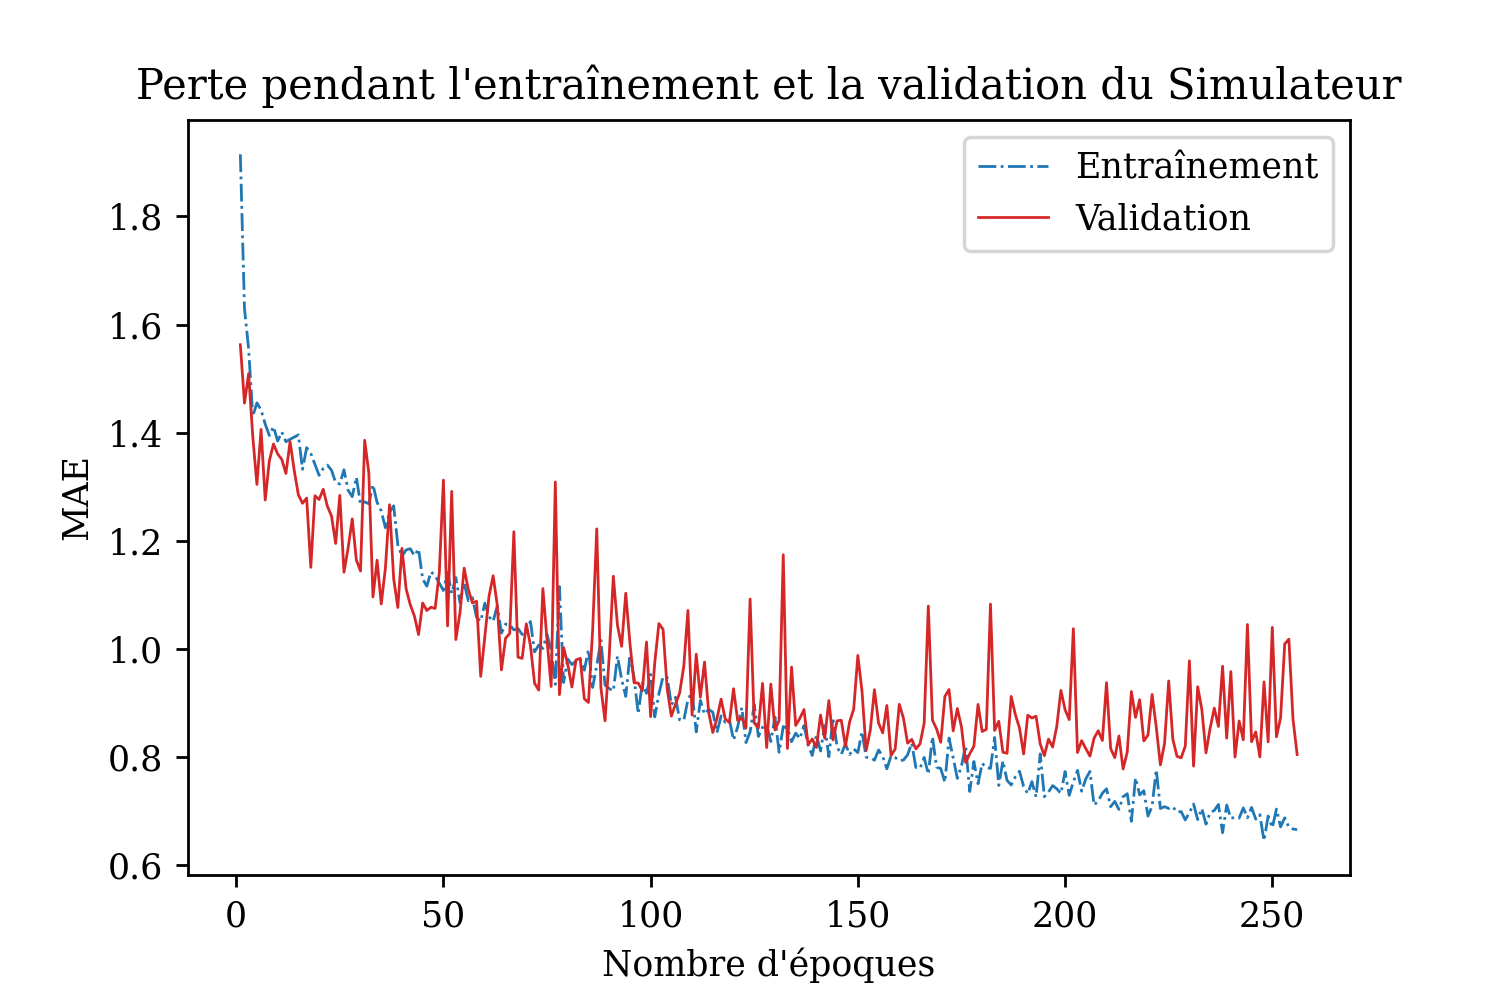 Perte pendant l'entraînement et la validation du Simulateur
Entraînement
Validation
MAE
1.8
1.6
1.4
1.2
1.0
0.8
0.6
0 50 100 150 200 250
Nombre d'époques